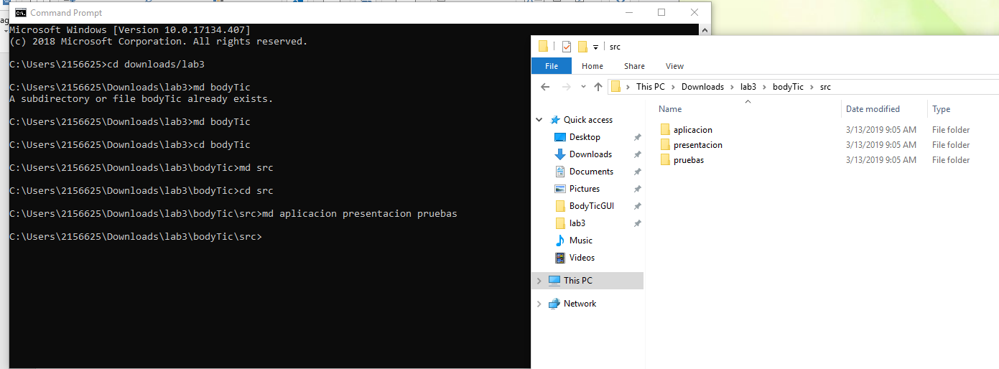 Command Prompt
Microsoft Windows [Version 10.0.17134.407]
(c) 2018 Microsoft Corporation. All rights reserved.
C:\Users\2156625>cd downloads/lab3
C:\Users\2156625\Downloads\lab3>md bodyTic
A subdirectory or file bodyTic already exists.
C:\Users\2156625\Downloads\lab3>md bodyTic
C:\Users\2156625\Downloads\lab3>cd bodyTic
C:\Users\2156625\Downloads\lab3\bodyTic>md src
C:\Users\2156625\Downloads\lab3\bodyTic>cd src
C:\Users\2156625\Downloads\lab3\bodyTic\src>md aplicacion presentacion pruebas
C:\Users\2156625\Downloads\lab3\bodyTic\src>
src
File Home Share View
This PC > Downloads > lab3 > bodyTic > src
Quick access
Desktop
Downloads
Documents
Pictures
BodyTicGUI
lab3
Music
Videos
This PC
Network
Name Date modified Type
aplicacion 3/13/2019 9:05 AM File folder
presentacion 3/13/2019 9:05 AM File folder
pruebas 3/13/2019 9:05 AM File folder